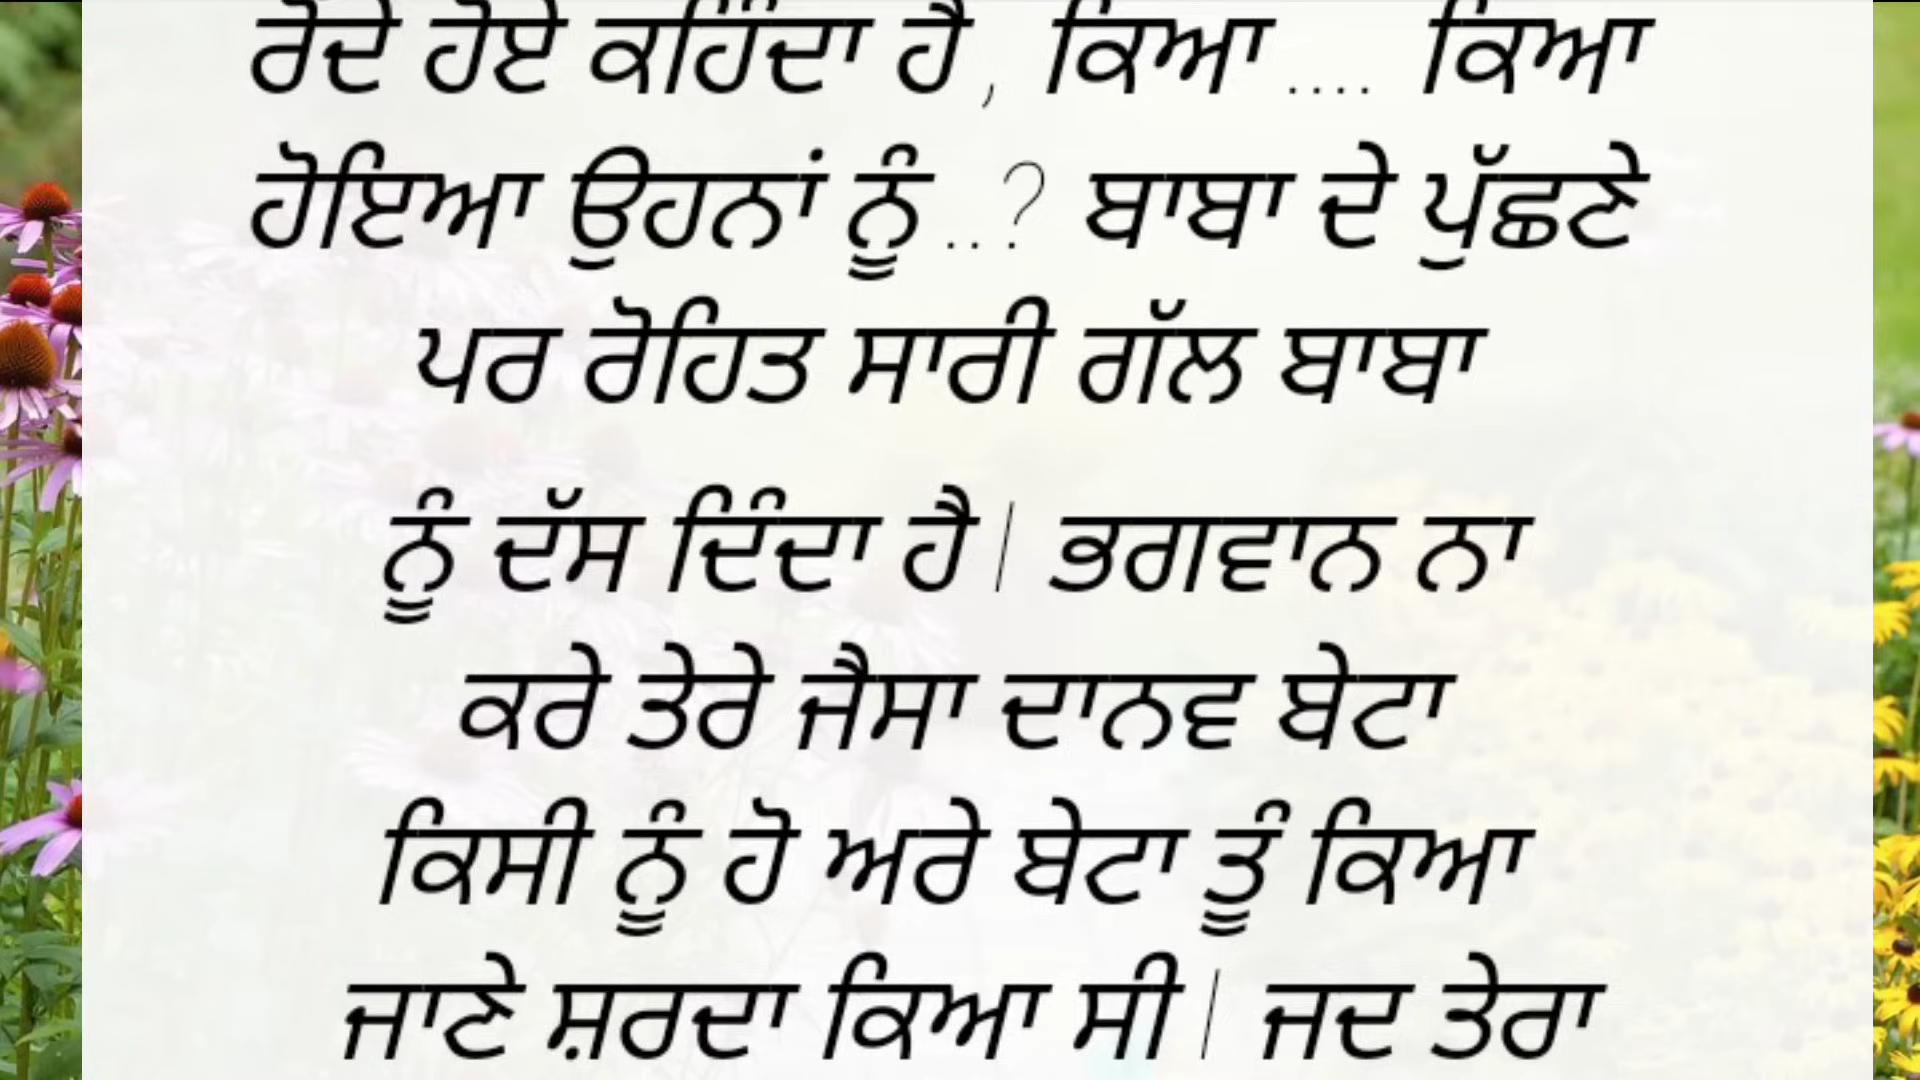 ਰੋਂਦੇ ਹੋਏ ਕਹਿੰਦਾ ਹੈ, ਕਿਆ .... ਕਿਆ
ਹੋਇਆ ਉਹਨਾਂ ਨੂੰ ..? ਬਾਬਾ ਦੇ ਪੁੱਛਣੇ
ਪਰ ਰੋਹਿਤ ਸਾਰੀ ਗੱਲ ਬਾਬਾ
ਨੂੰ ਦੱਸ ਦਿੰਦਾ ਹੈ। ਭਗਵਾਨ ਨਾ
ਕਰੇ ਤੇਰੇ ਜੈਸਾ ਦਾਨਵ ਬੇਟਾ
ਕਿਸੀ ਨੂੰ ਹੋ ਅਰੇ ਬੇਟਾ ਤੂੰ ਕਿਆ
ਜਾਣੇ ਸ਼ਰਦਾ ਕਿਆ ਸੀ। ਜਦ ਤੇਰਾ